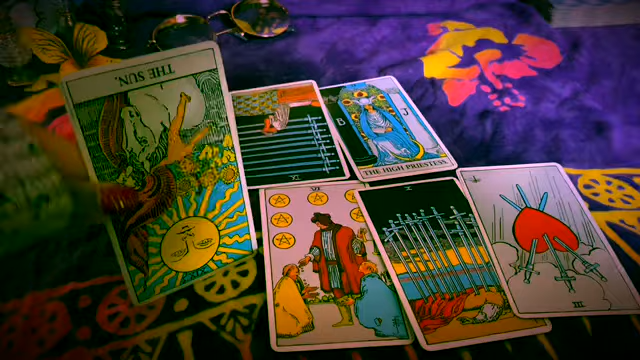 THE SUN.
B
J
THE HIGH PRIESTESS
VI
III